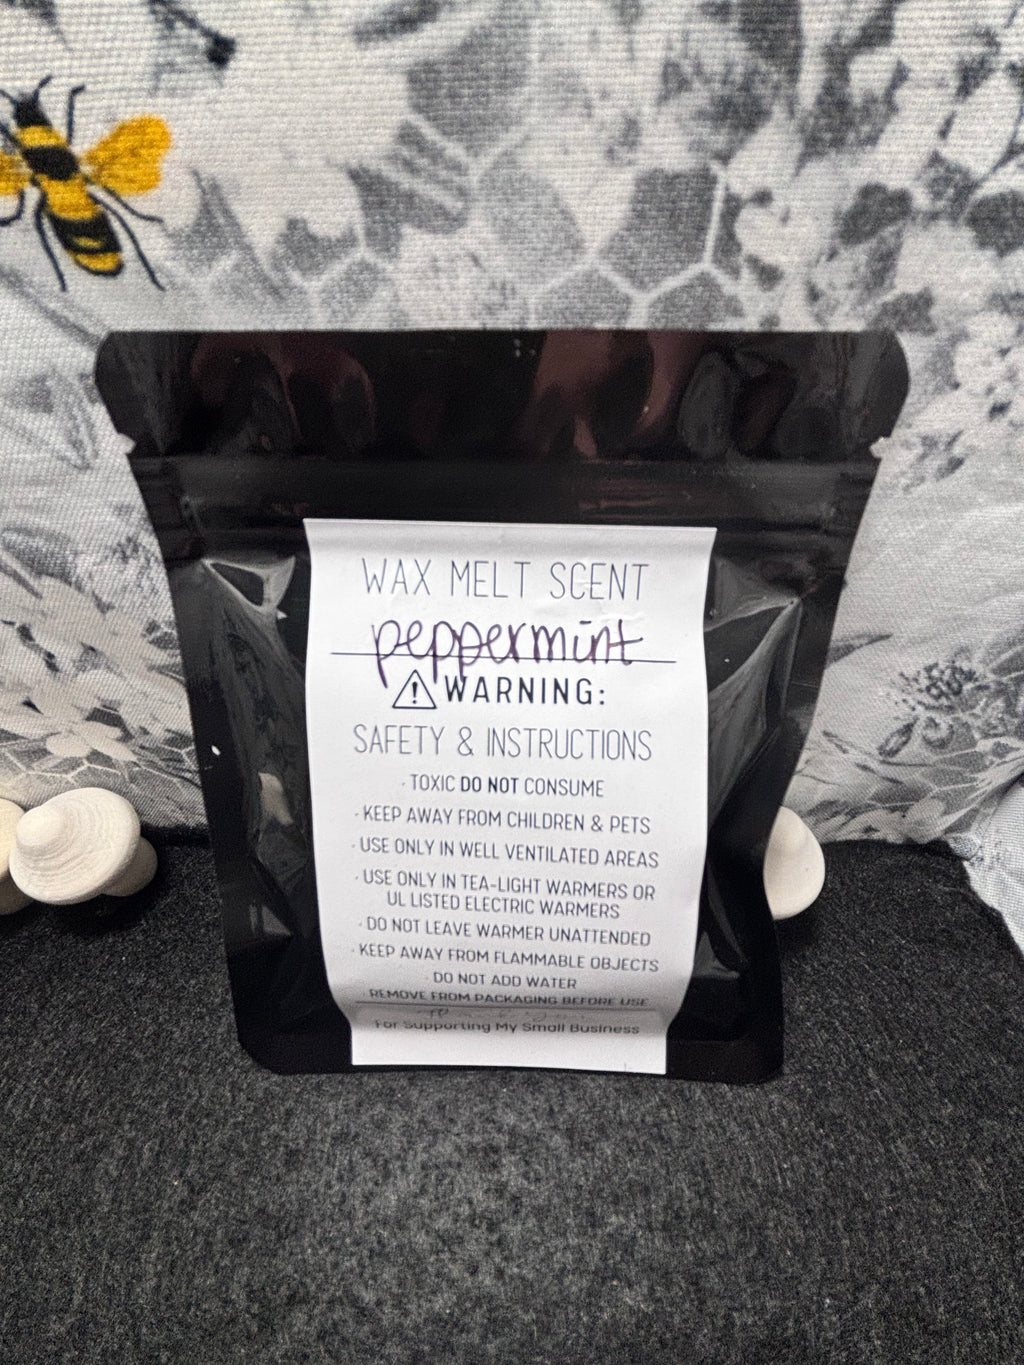 WAX MELT SCENT
peppermint
WARNING:
SAFETY & INSTRUCTIONS
· TOXIC DO NOT CONSUME
· KEEP AWAY FROM CHILDREN & PETS
· USE ONLY IN WELL VENTILATED AREAS
· USE ONLY IN TEA-LIGHT WARMERS OR
UL LISTED ELECTRIC WARMERS
· DO NOT LEAVE WARMER UNATTENDED
· KEEP AWAY FROM FLAMMABLE OBJECTS
· DO NOT ADD WATER
· REMOVE FROM PACKAGING BEFORE USE
Thank you
For Supporting My Small Business